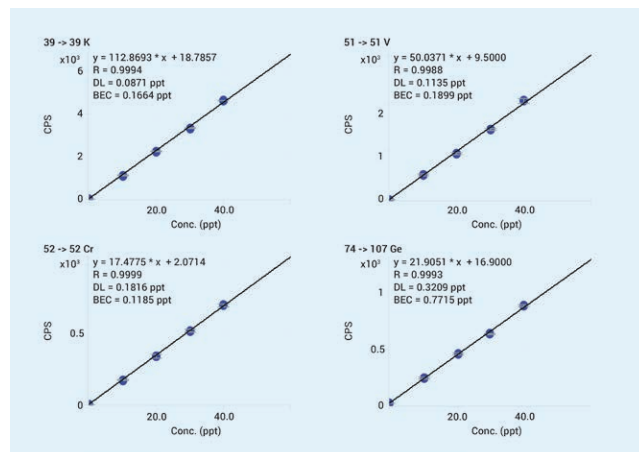 39 -> 39 K
x10³
y = 112.8693 * x + 18.7857
R = 0.9994
DL = 0.0871 ppt
BEC = 0.1664 ppt
6
4
2
0
CPS
20.0 40.0
Conc. (ppt)
51 -> 51 V
x10³
y = 50.0371 * x + 9.5000
R = 0.9988
DL = 0.1135 ppt
BEC = 0.1899 ppt
2
1
0
CPS
20.0 40.0
Conc. (ppt)
52 -> 52 Cr
x10³
y = 17.4775 * x + 2.0714
R = 0.9999
DL = 0.1816 ppt
BEC = 0.1185 ppt
0.5
0
CPS
20.0 40.0
Conc. (ppt)
74 -> 107 Ge
x10³
y = 21.9051 * x + 16.9000
R = 0.9993
DL = 0.3209 ppt
BEC = 0.7715 ppt
1
0.5
0
CPS
20.0 40.0
Conc. (ppt)